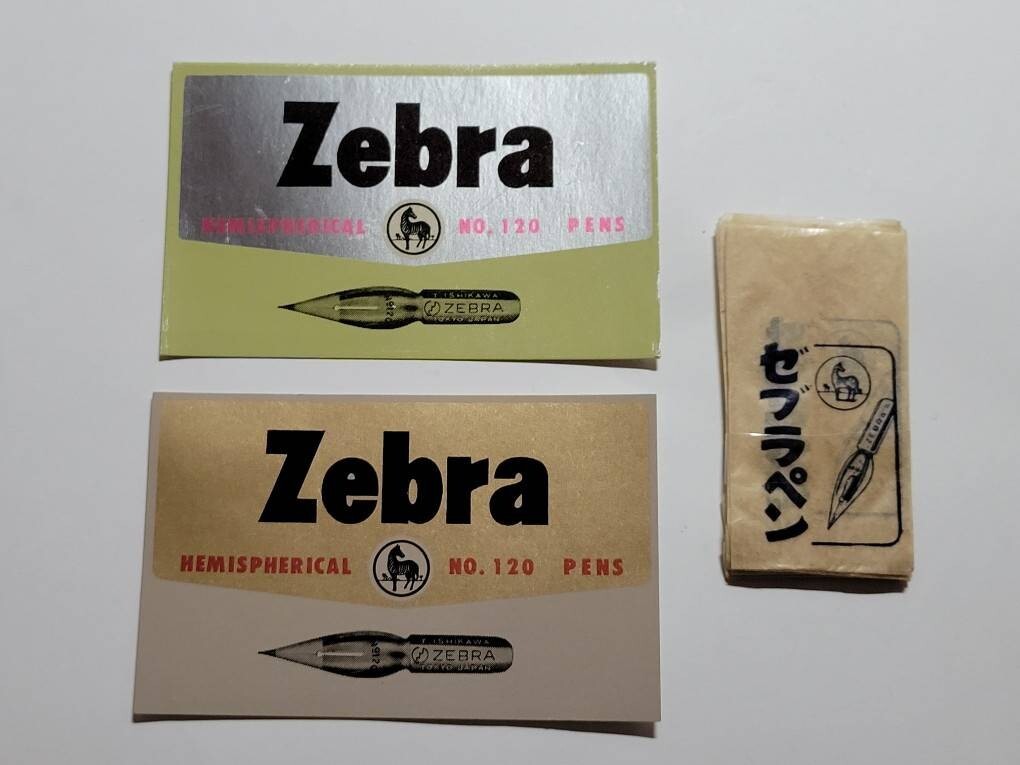 Zebra
HEMISPHERICAL NO. 120 PENS
T. ISHIKAWA
ZEBRA
TOKYO JAPAN
Zebra
HEMISPHERICAL NO. 120 PENS
T. ISHIKAWA
ZEBRA
TOKYO JAPAN
ゼブラペン
ZEBRA